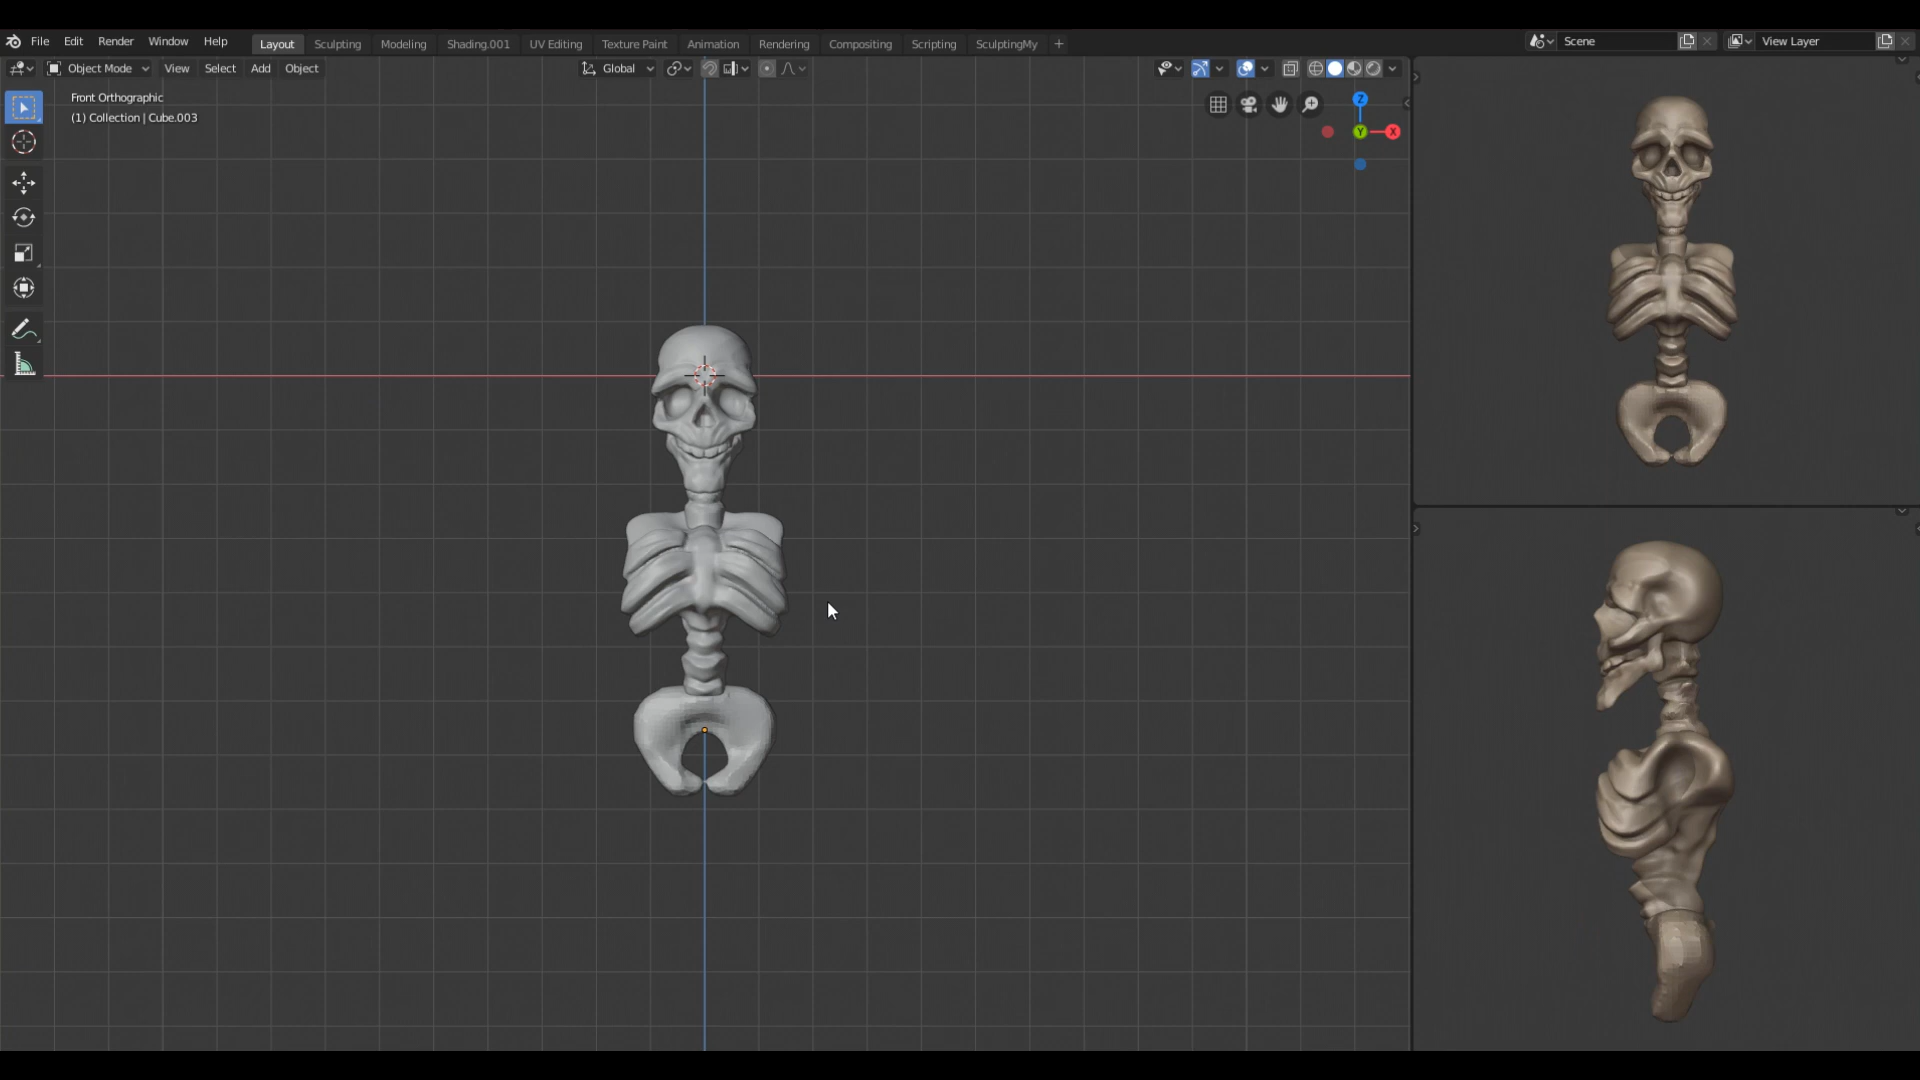 File Edit Render Window Help Layout Sculpting Modeling Shading.001 UV Editing Texture Paint Animation Rendering Compositing Scripting SculptingMy + Scene View Layer
Object Mode View Select Add Object Global
Front Orthographic
(1) Collection | Cube.003
Z
Y X